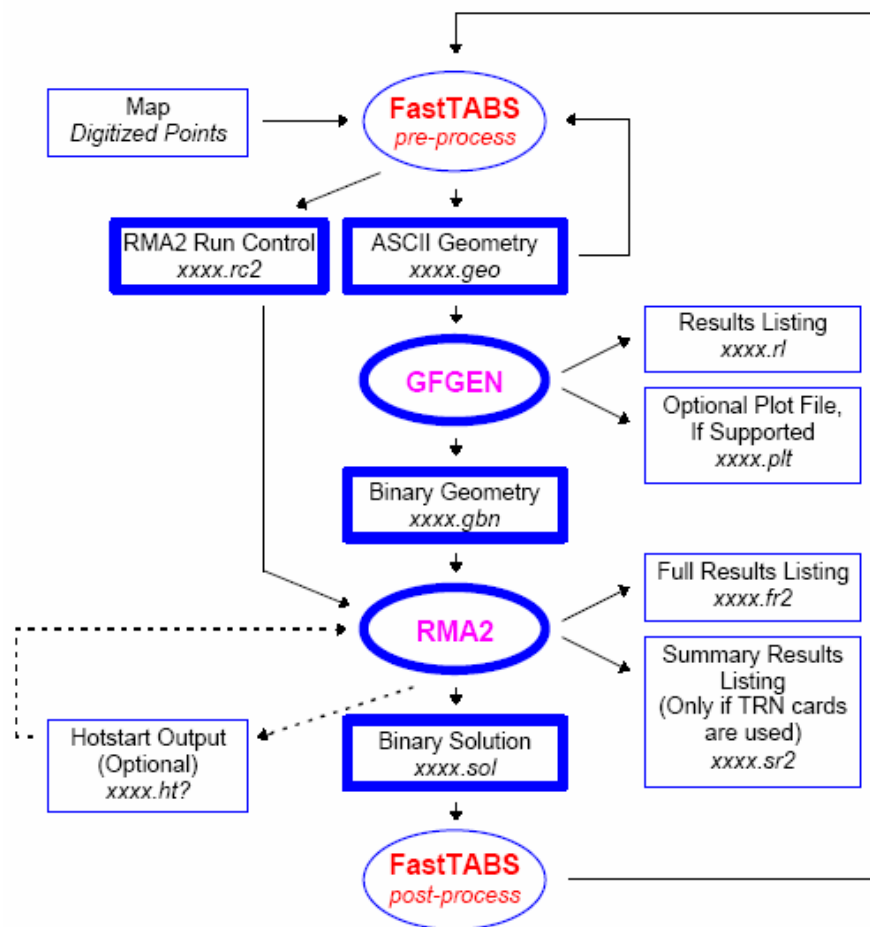 FastTABS
pre-process
Map
Digitized Points
RMA2 Run Control
xxxx.rc2
ASCII Geometry
xxxx.geo
GFGEN
Results Listing
xxxx.rl
Optional Plot File,
If Supported
xxxx.plt
Binary Geometry
xxxx.gbn
RMA2
Full Results Listing
xxxx.fr2
Summary Results
Listing
(Only if TRN cards
are used)
xxxx.sr2
Hotstart Output
(Optional)
xxxx.ht?
Binary Solution
xxxx.sol
FastTABS
post-process